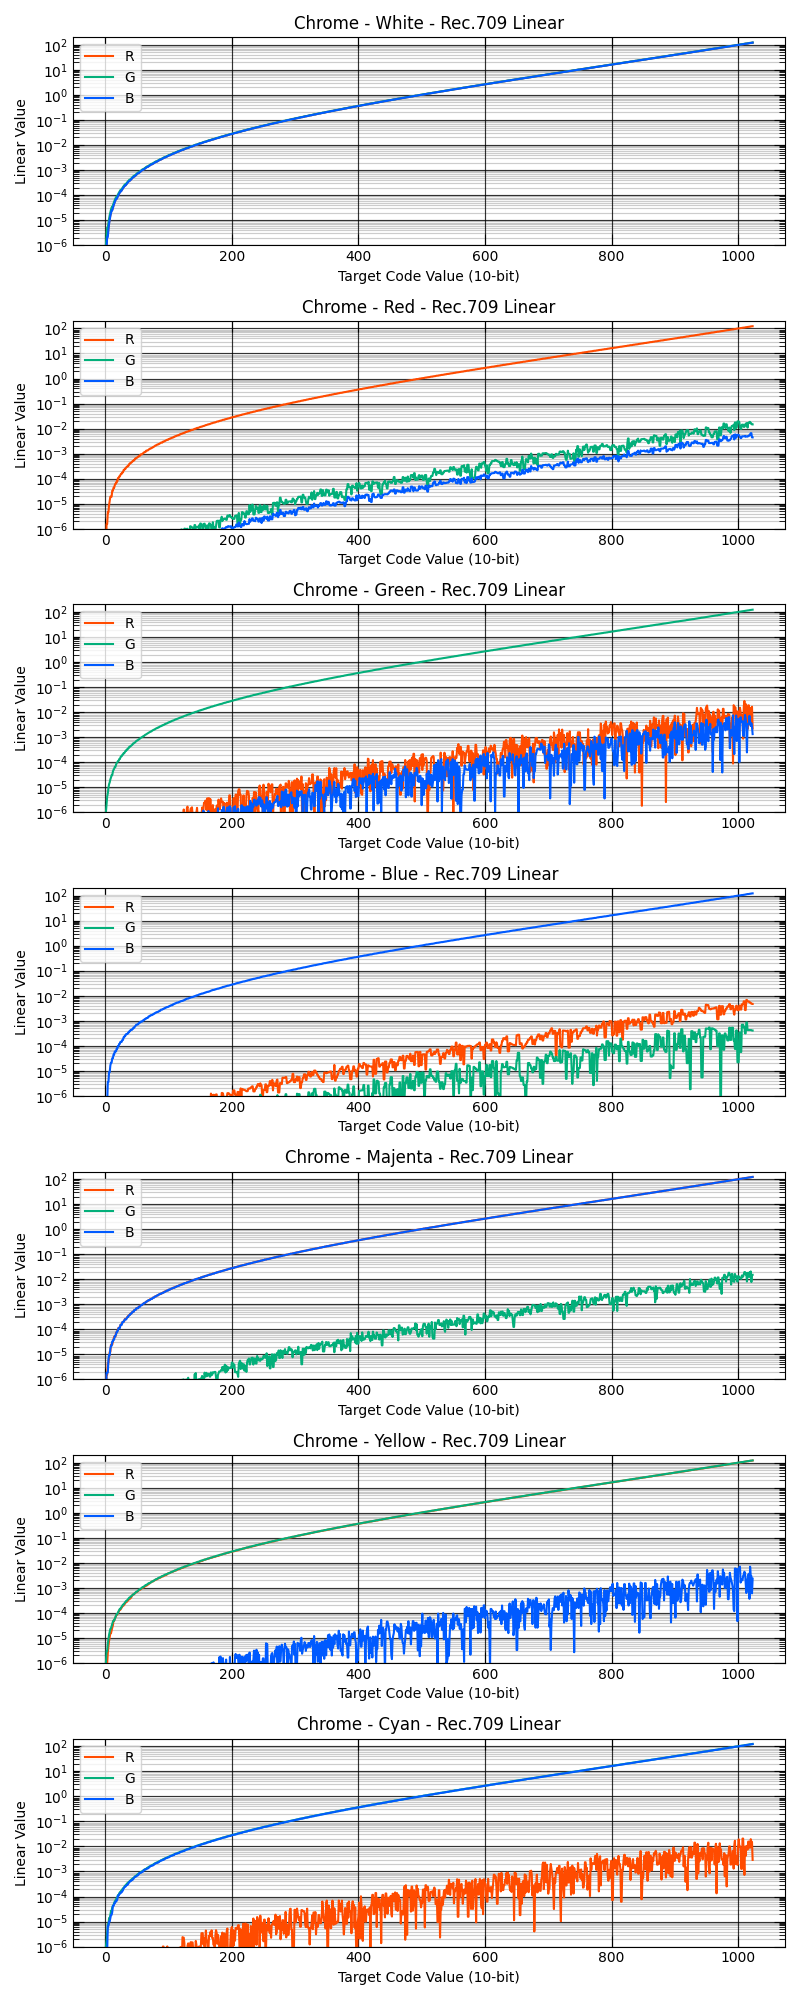 Chrome - White - Rec.709 Linear
10²
10¹
10⁰
10⁻¹
10⁻²
10⁻³
10⁻⁴
10⁻⁵
10⁻⁶
Linear Value
R
G
B
0 200 400 600 800 1000
Target Code Value (10-bit)
Chrome - Red - Rec.709 Linear
10²
10¹
10⁰
10⁻¹
10⁻²
10⁻³
10⁻⁴
10⁻⁵
10⁻⁶
Linear Value
R
G
B
0 200 400 600 800 1000
Target Code Value (10-bit)
Chrome - Green - Rec.709 Linear
10²
10¹
10⁰
10⁻¹
10⁻²
10⁻³
10⁻⁴
10⁻⁵
10⁻⁶
Linear Value
R
G
B
0 200 400 600 800 1000
Target Code Value (10-bit)
Chrome - Blue - Rec.709 Linear
10²
10¹
10⁰
10⁻¹
10⁻²
10⁻³
10⁻⁴
10⁻⁵
10⁻⁶
Linear Value
R
G
B
0 200 400 600 800 1000
Target Code Value (10-bit)
Chrome - Majenta - Rec.709 Linear
10²
10¹
10⁰
10⁻¹
10⁻²
10⁻³
10⁻⁴
10⁻⁵
10⁻⁶
Linear Value
R
G
B
0 200 400 600 800 1000
Target Code Value (10-bit)
Chrome - Yellow - Rec.709 Linear
10²
10¹
10⁰
10⁻¹
10⁻²
10⁻³
10⁻⁴
10⁻⁵
10⁻⁶
Linear Value
R
G
B
0 200 400 600 800 1000
Target Code Value (10-bit)
Chrome - Cyan - Rec.709 Linear
10²
10¹
10⁰
10⁻¹
10⁻²
10⁻³
10⁻⁴
10⁻⁵
10⁻⁶
Linear Value
R
G
B
0 200 400 600 800 1000
Target Code Value (10-bit)